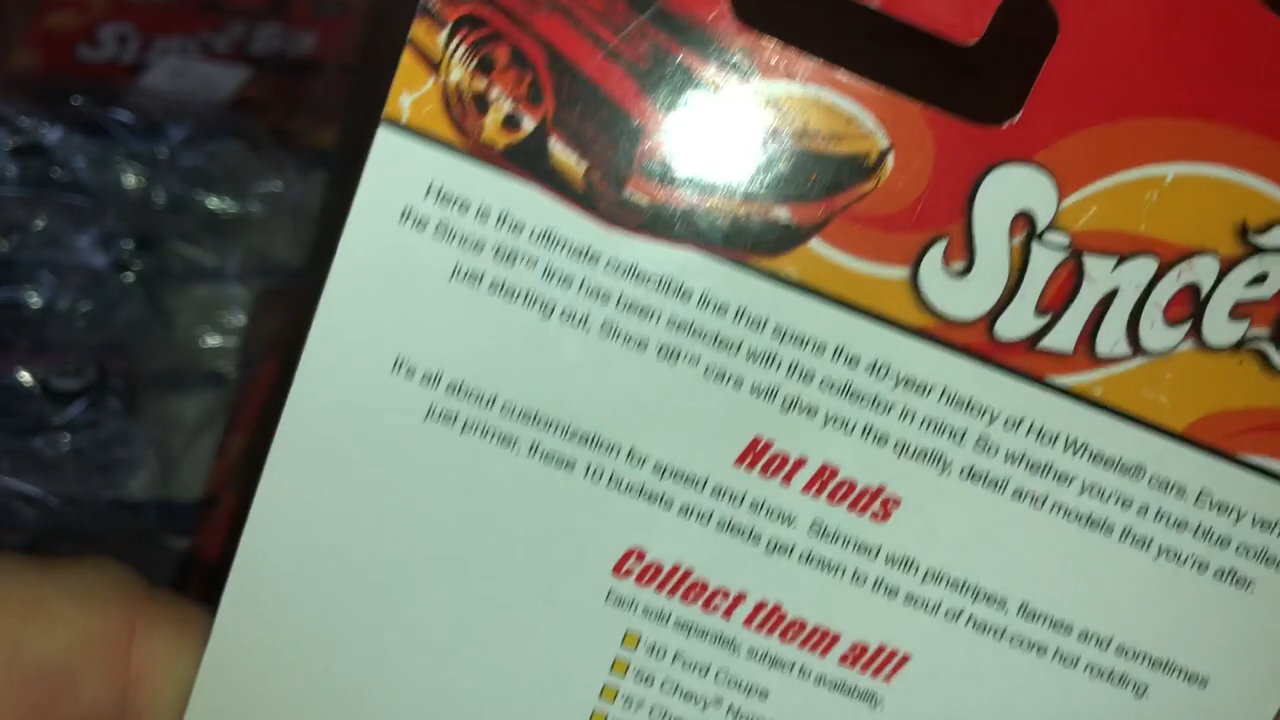 Since
Here is the ultimate collectible line that spans the 40-year history of Hot Wheels® cars. Every
the Since '68™ line has been selected with the collector in mind. So whether you're a true-blue
just starting out, Since '68™ cars will give you the quality, detail and models that you're after.
Hot Rods
It's all about customization for speed and show. Skinned with pinstripes, flames and sometimes
just primer, these 10 buckets and sleds get down to the soul of hard-core hot rodding.
Collect them all!
Each sold separately, subject to availability.
'40 Ford Coupe
'56 Chevy®
'57